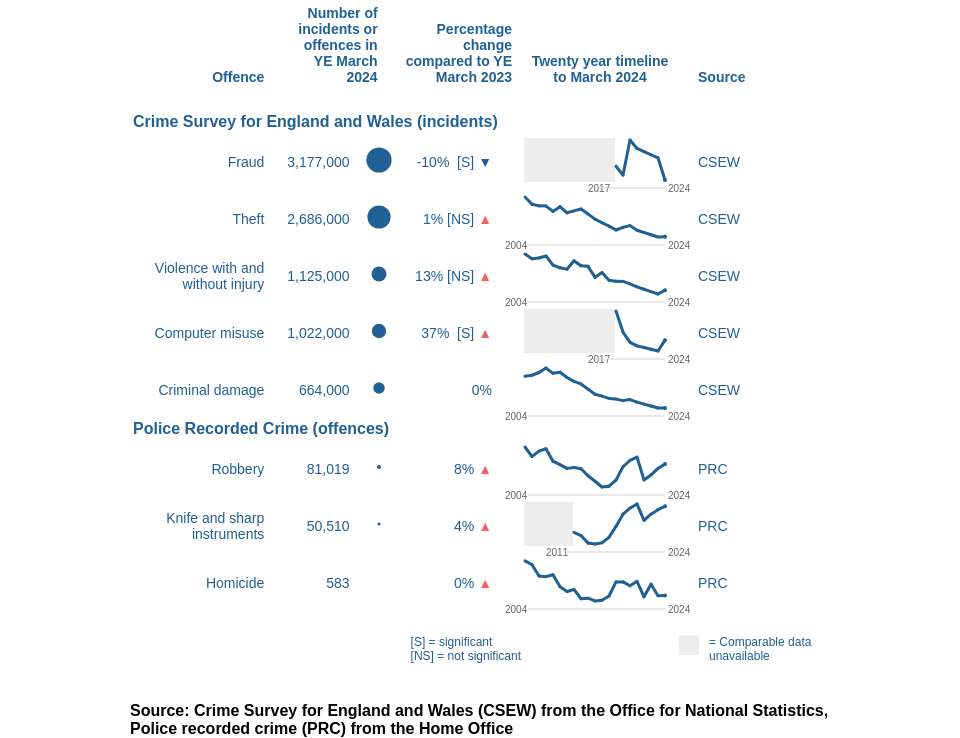 Number of
incidents or
offences in
YE March
2024
Percentage
change
compared to YE
March 2023
Twenty year timeline
to March 2024
Offence
Source
Crime Survey for England and Wales (incidents)
Fraud 3,177,000 -10% [S] ▼ CSEW
2017 2024
Theft 2,686,000 1% [NS] ▲ CSEW
2004 2024
Violence with and
without injury
1,125,000 13% [NS] ▲ CSEW
2004 2024
Computer misuse 1,022,000 37% [S] ▲ CSEW
2017 2024
Criminal damage 664,000 0% CSEW
2004 2024
Police Recorded Crime (offences)
Robbery 81,019 8% ▲ PRC
2004 2024
Knife and sharp
instruments
50,510 4% ▲ PRC
2011 2024
Homicide 583 0% ▲ PRC
2004 2024
[S] = significant
[NS] = not significant
= Comparable data
unavailable
Source: Crime Survey for England and Wales (CSEW) from the Office for National Statistics,
Police recorded crime (PRC) from the Home Office